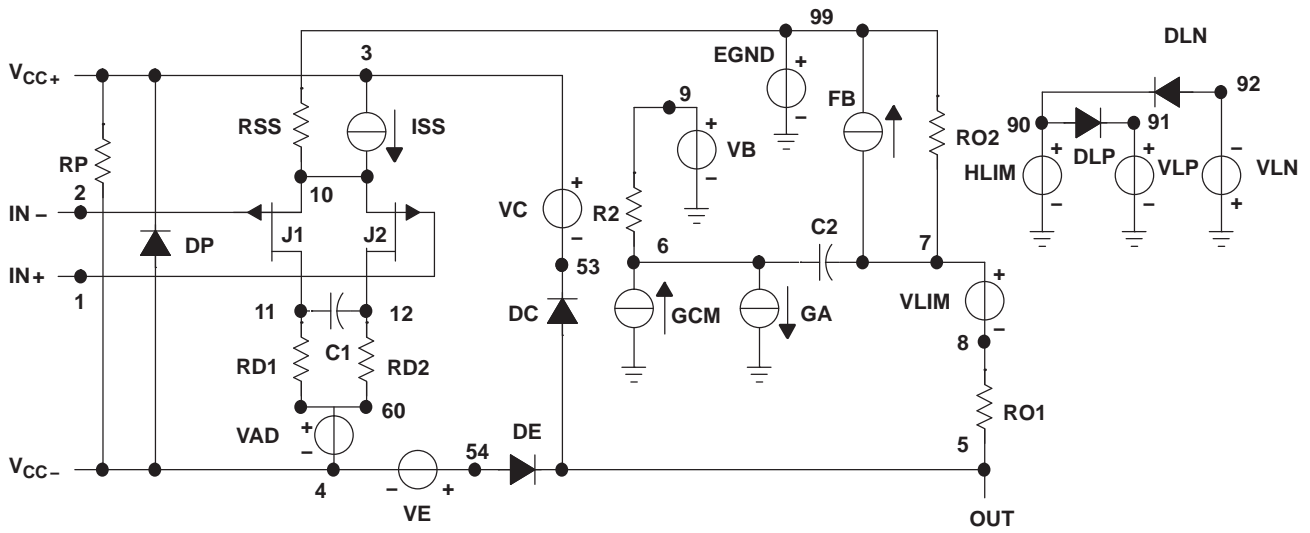 99
DLN
3
EGND
+
VCC+
92
9
FB
+
RSS
ISS
90
91
VB
−
RO2
DLP
RP
−
+
+
−
10
HLIM
VLP
VLN
2
+
−
−
+
IN −
VC
R2
C2
J1
J2
−
6
7
DP
53
+
IN+
1
VLIM
GCM
GA
11
12
DC
−
C1
8
RD1
RD2
RO1
60
VAD
+
DE
−
54
5
VCC−
4
−
+
VE
OUT